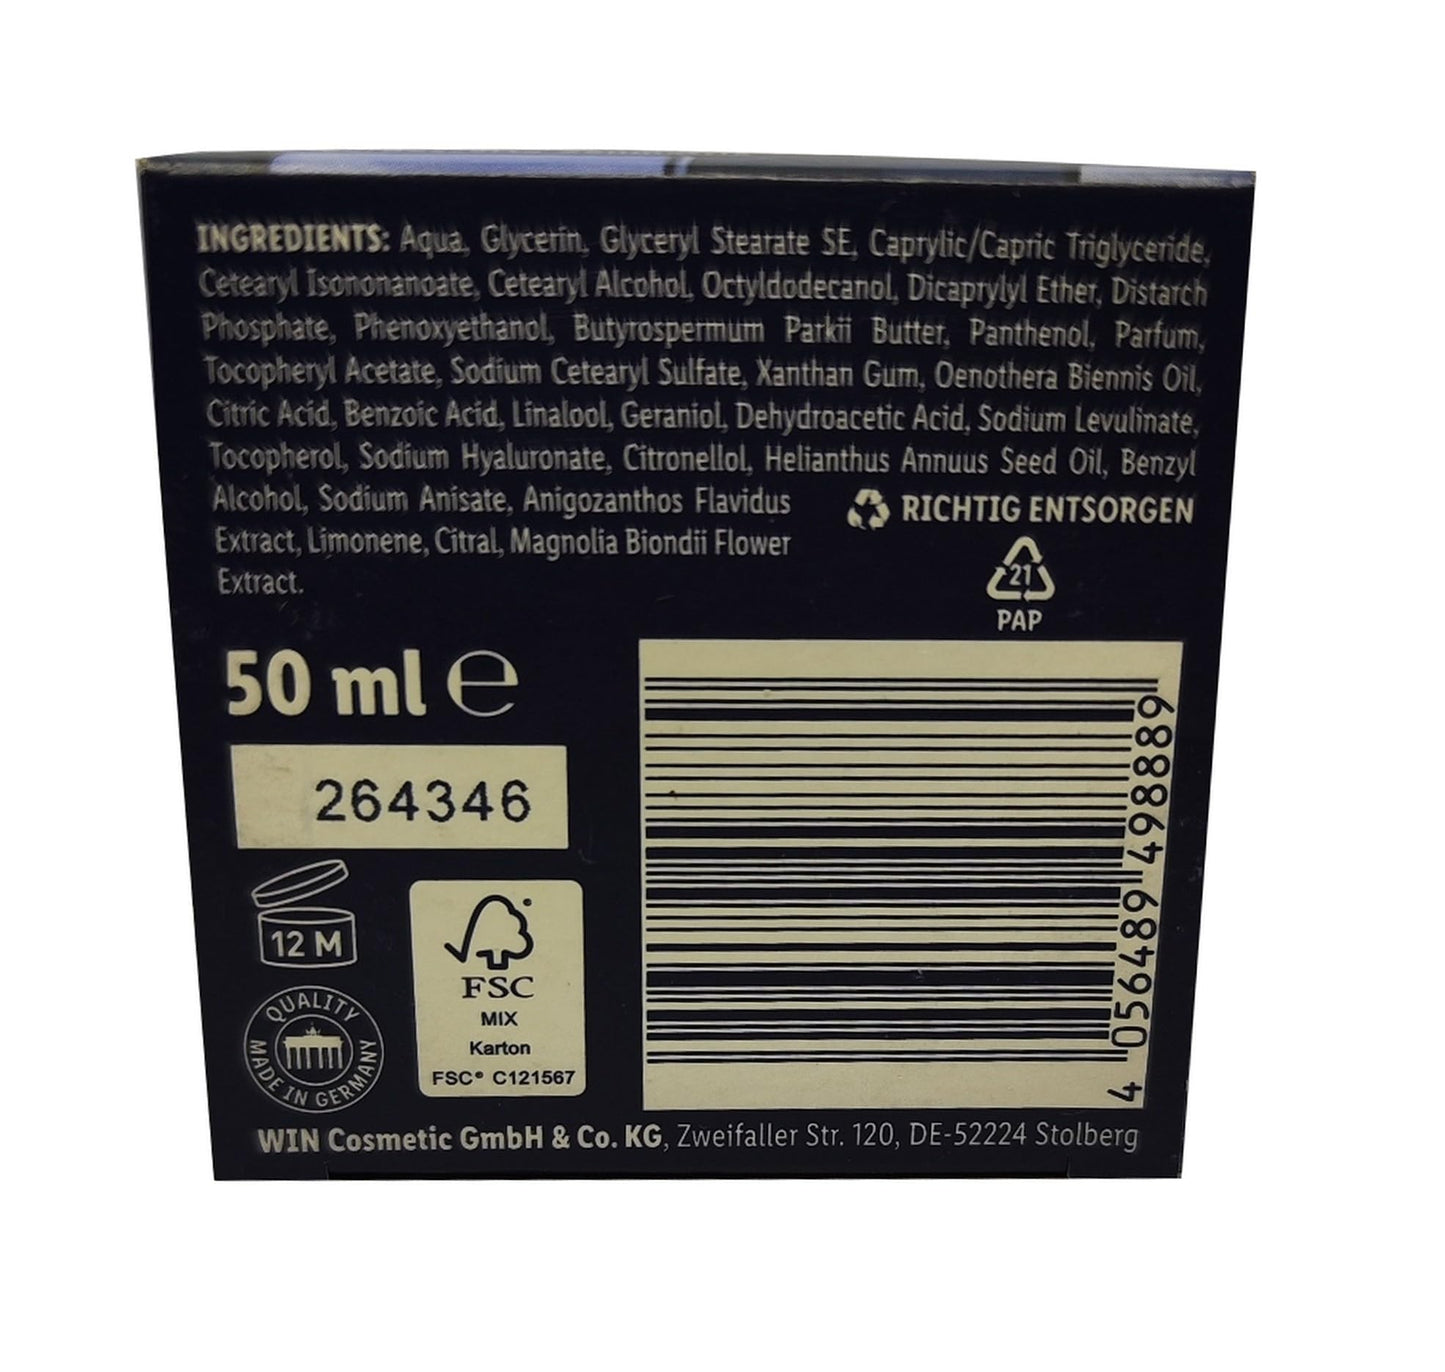 INGREDIENTS: Aqua, Glycerin, Glyceryl Stearate SE, Caprylic/Capric Triglyceride,
Cetearyl Isononanoate, Cetearyl Alcohol, Octyldodecanol, Dicaprylyl Ether, Distarch
Phosphate, Phenoxyethanol, Butyrospermum Parkii Butter, Panthenol, Parfum,
Tocopheryl Acetate, Sodium Cetearyl Sulfate, Xanthan Gum, Oenothera Biennis Oil,
Citric Acid, Benzoic Acid, Linalool, Geraniol, Dehydroacetic Acid, Sodium Levulinate,
Tocopherol, Sodium Hyaluronate, Citronellol, Helianthus Annuus Seed Oil, Benzyl
Alcohol, Sodium Anisate, Anigozanthos Flavidus
Extract, Limonene, Citral, Magnolia Biondii Flower
Extract.
RICHTIG ENTSORGEN
21
PAP
50 ml e
264346
12 M
FSC
MIX
Karton
FSC® C121567
QUALITY
MADE IN GERMANY
4 056489 498889
WIN Cosmetic GmbH & Co. KG, Zweifaller Str. 120, DE-52224 Stolberg